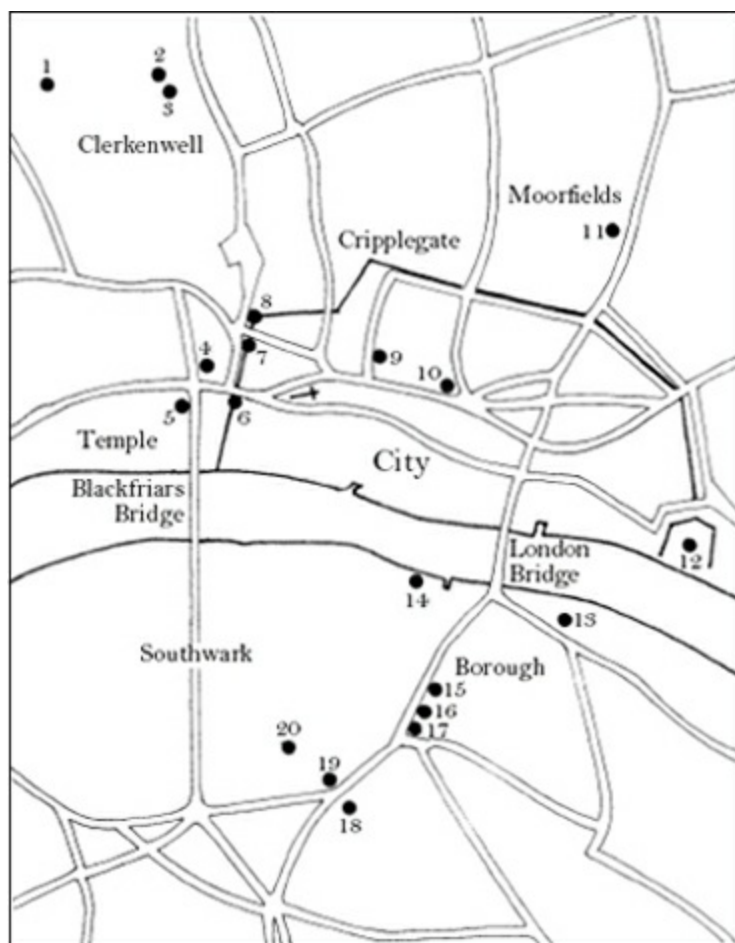 1
2
3
Clerkenwell
Moorfields
11
Cripplegate
8
7
4
9
10
5
6
Temple
City
Blackfriars
Bridge
London
Bridge
12
14
13
Southwark
Borough
15
16
17
20
19
18